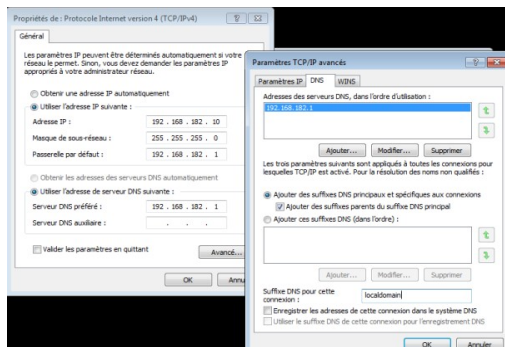 Propriétés de : Protocole Internet version 4 (TCP/IPv4)
Général
Les paramètres IP peuvent être déterminés automatiquement si votre
réseau le permet. Sinon, vous devez demander les paramètres IP
appropriés à votre administrateur réseau.
Obtenir une adresse IP automatiquement
Utiliser l'adresse IP suivante :
Adresse IP : 192 . 168 . 182 . 10
Masque de sous-réseau : 255 . 255 . 255 . 0
Passerelle par défaut : 192 . 168 . 182 . 1
Obtenir les adresses des serveurs DNS automatiquement
Utiliser l'adresse de serveur DNS suivante :
Serveur DNS préféré : 192 . 168 . 182 . 1
Serveur DNS auxiliaire : . . .
Valider les paramètres en quittant
Avancé...
OK
Annu
Paramètres TCP/IP avancés
Paramètres IP DNS WINS
Adresses des serveurs DNS, dans l'ordre d'utilisation :
192.168.182.1
Ajouter... Modifier... Supprimer
Les trois paramètres suivants sont appliqués à toutes les connexions pour
lesquelles TCP/IP est activé. Pour la résolution des noms non qualifiés :
Ajouter des suffixes DNS principaux et spécifiques aux connexions
Ajouter des suffixes parents du suffixe DNS principal
Ajouter ces suffixes DNS (dans l'ordre) :
Ajouter... Modifier... Supprimer
Suffixe DNS pour cette
connexion : localdomain
Enregistrer les adresses de cette connexion dans le système DNS
Utiliser le suffixe DNS de cette connexion pour l'enregistrement DNS
OK Annuler